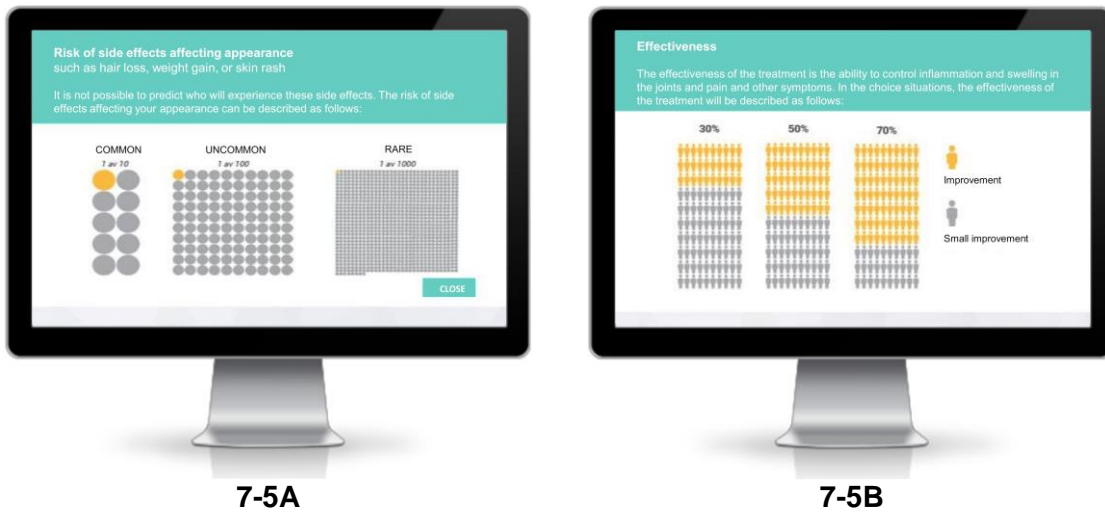 Risk of side effects affecting appearance
such as hair loss, weight gain, or skin rash
It is not possible to predict who will experience these side effects. The risk of side
effects affecting your appearance can be described as follows:
COMMON
1 av 10
UNCOMMON
1 av 100
RARE
1 av 1000
CLOSE
7-5A
Effectiveness
The effectiveness of the treatment is the ability to control inflammation and swelling in
the joints and pain and other symptoms. In the choice situations, the effectiveness of
the treatment will be described as follows:
30% 50% 70%
Improvement
Small improvement
7-5B